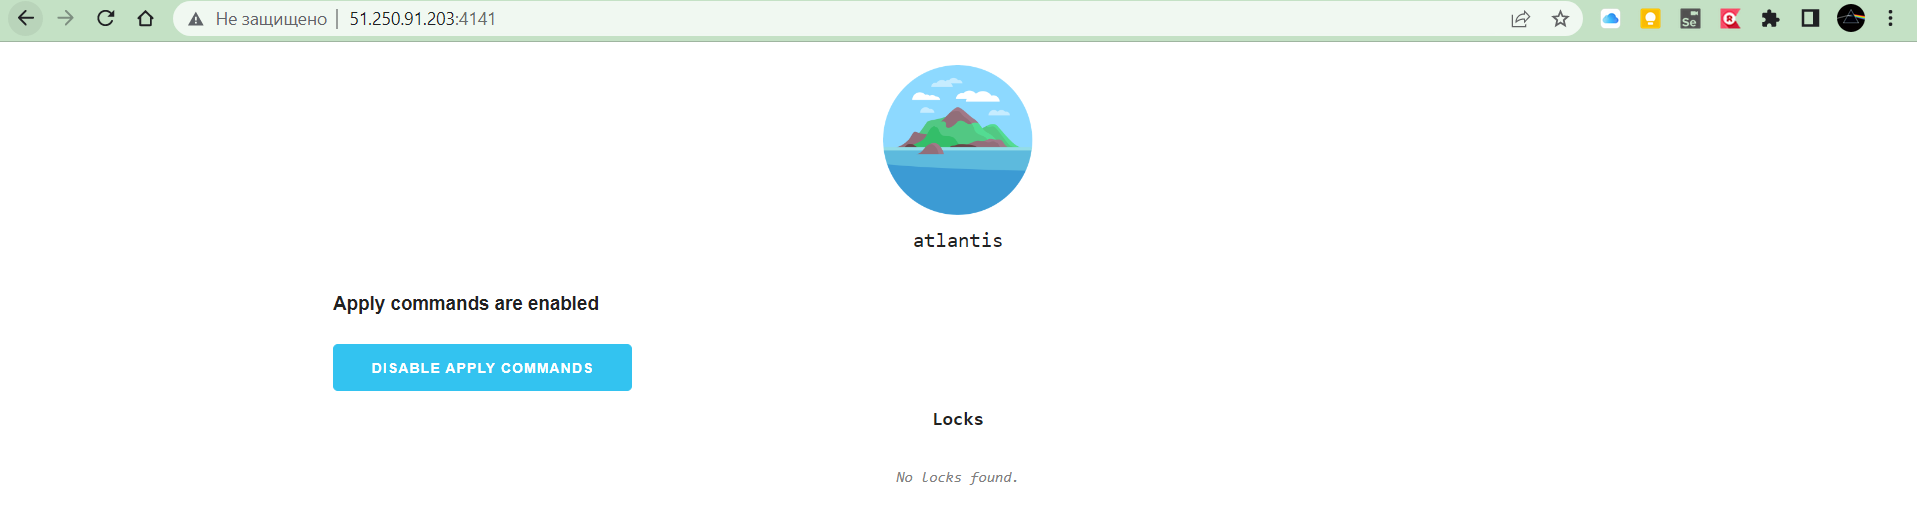 Не защищено | 51.250.91.203:4141
Se
atlantis
Apply commands are enabled
DISABLE APPLY COMMANDS
Locks
No locks found.